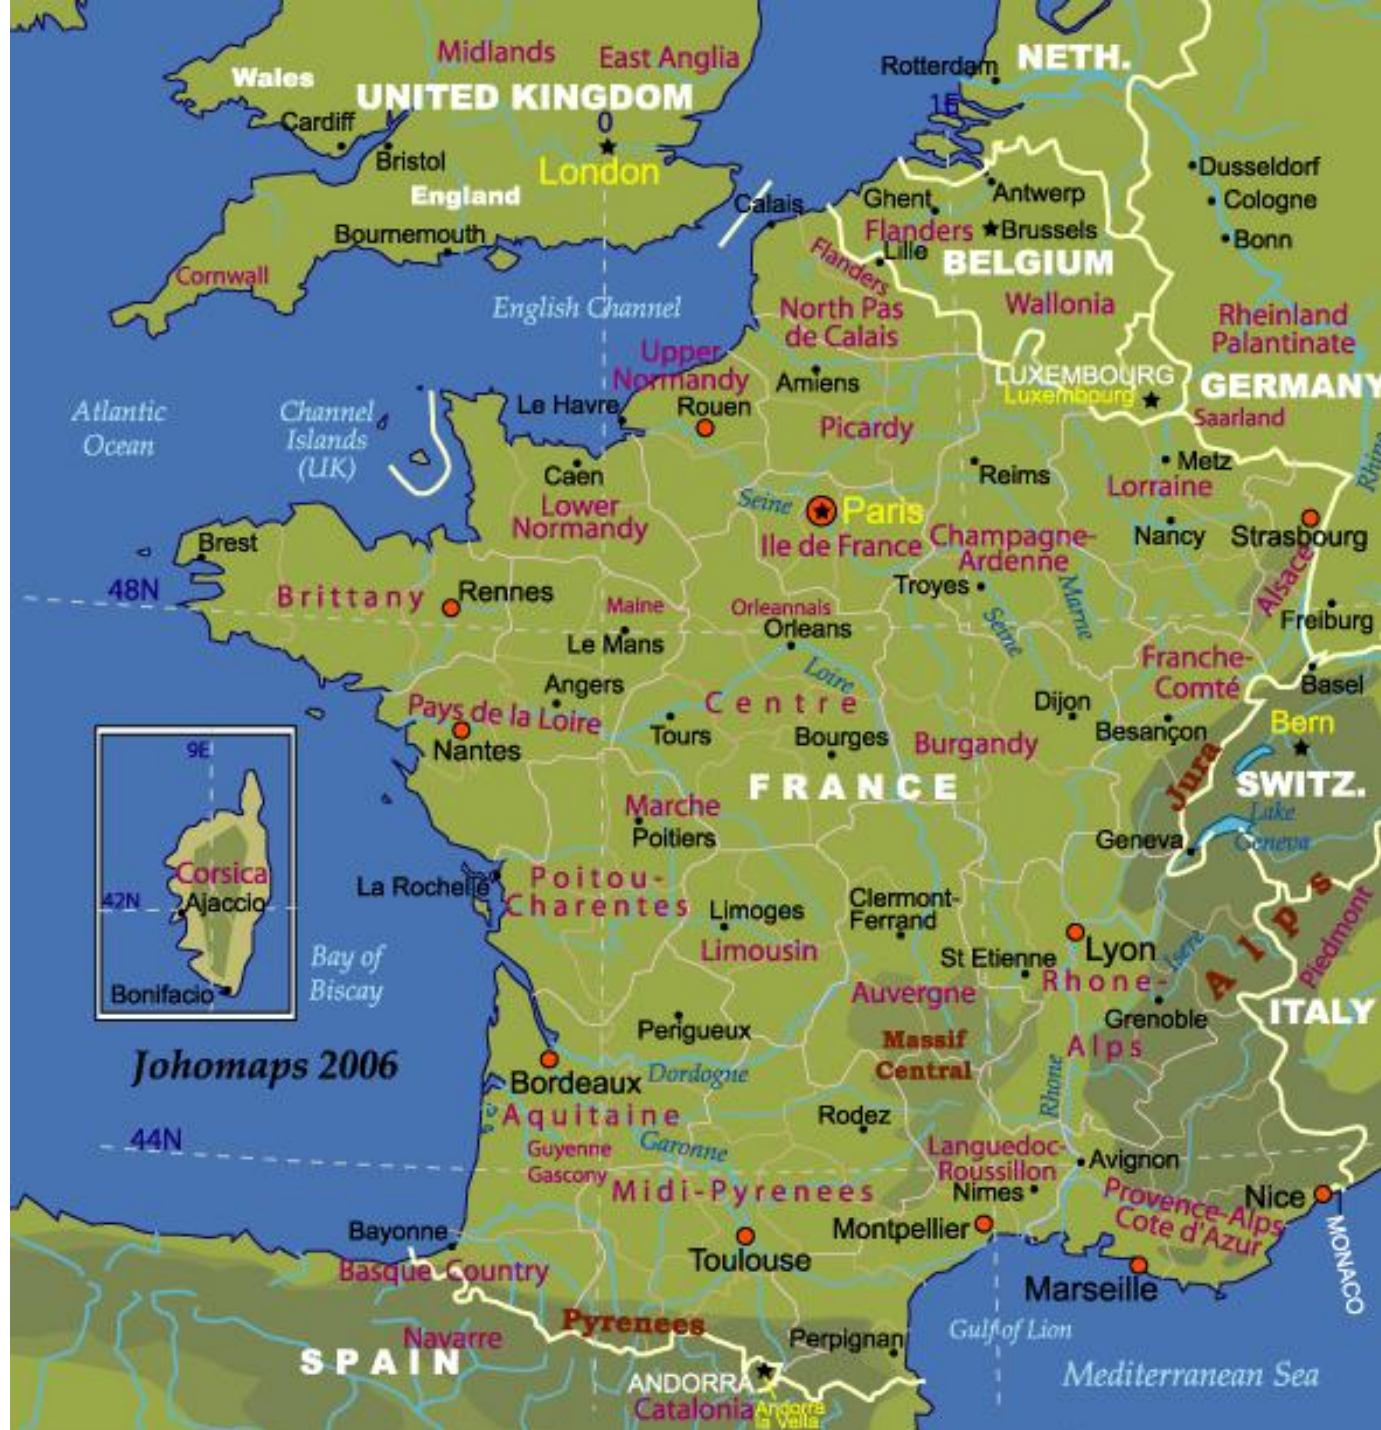 Midlands
East Anglia
Wales
UNITED KINGDOM
Rotterdam
NETH.
Cardiff
0
1E
Bristol
London
England
Calais
Ghent
Antwerp
Dusseldorf
Cologne
Bournemouth
Flanders
Brussels
Bonn
Cornwall
Flanders
Lille
BELGIUM
English Channel
North Pas
de Calais
Wallonia
Rheinland
Palantinate
Upper
Normandy
Amiens
LUXEMBOURG
Luxembourg
GERMANY
Atlantic
Ocean
Channel
Islands
(UK)
Le Havre
Rouen
Picardy
Saarland
Rhine
Caen
Reims
Metz
Lower
Normandy
Seine
Paris
Lorraine
Brest
Ile de France
Champagne-
Ardenne
Nancy
Strasbourg
48N
Brittany
Rennes
Maine
Orleannais
Troyes
Seine
Marne
Alsace
Freiburg
Le Mans
Orleans
Loire
Franche-
Comté
Basel
Angers
Pays de la Loire
Centre
Dijon
Besançon
Bern
Nantes
Tours
Bourges
Burgandy
Jura
SWITZ.
9E
FRANCE
Marche
Poitiers
Lake
Geneva
Geneva
Corsica
42N
Ajaccio
La Rochelle
Poitou-
Charentes
Limoges
Clermont-
Ferrand
Alps
Piedmont
Bay of
Biscay
Limousin
St Etienne
Lyon
Isere
Bonifacio
Auvergne
Rhone-
Alps
Grenoble
ITALY
Perigueux
Massif
Central
Johomaps 2006
Bordeaux
Dordogne
Rhone
Aquitaine
Rodez
44N
Guyenne
Gascony
Garonne
Languedoc-
Roussillon
Avignon
Midi-Pyrenees
Nimes
Provence-Alps
Cote d'Azur
Nice
MONACO
Bayonne
Toulouse
Montpellier
Basque Country
Marseille
Navarre
Pyrenees
Perpignan
Gulf of Lion
SPAIN
ANDORRA
Mediterranean Sea
Catalonia
Andorra
la Vella